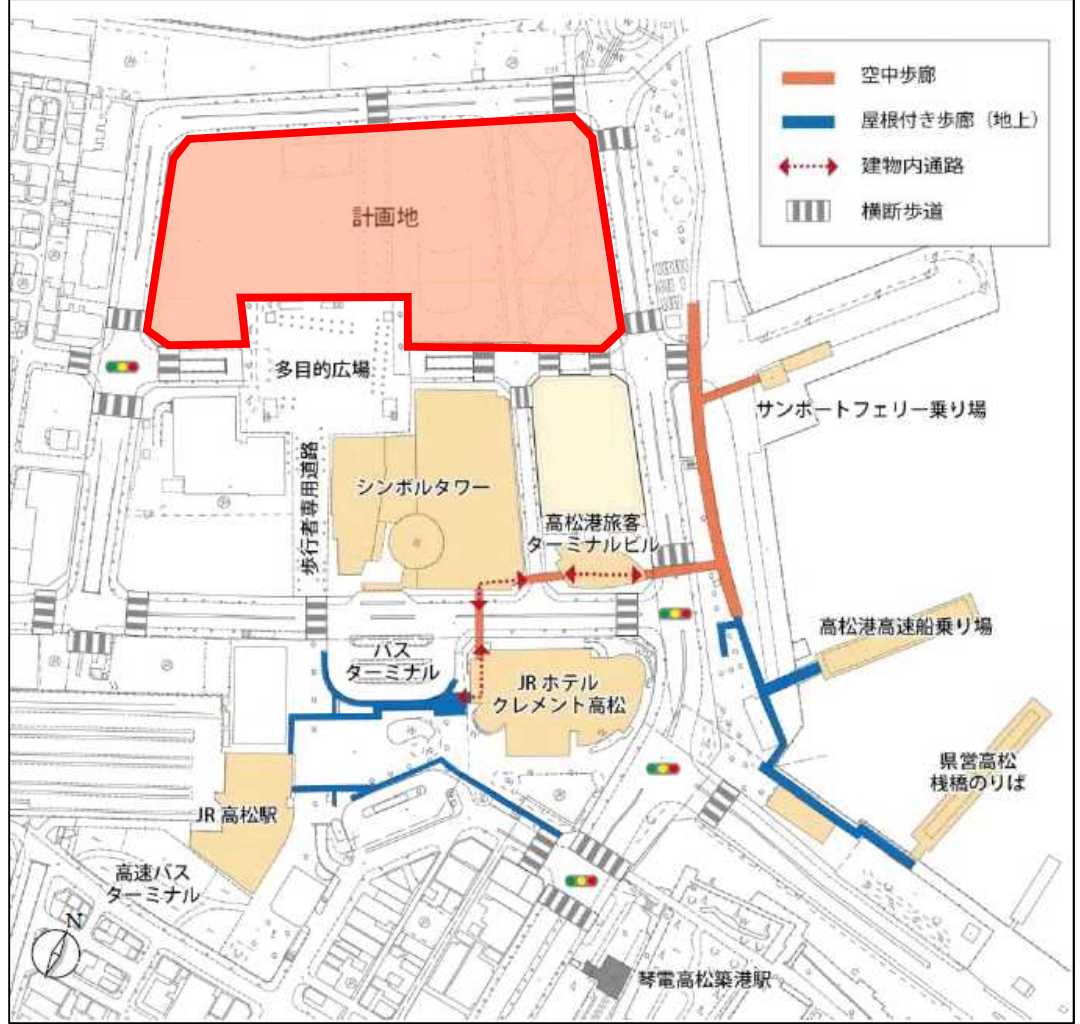 空中歩廊
屋根付き歩廊（地上）
建物内通路
横断歩道
計画地
多目的広場
サンポートフェリー乗り場
歩行者専用道路
シンボルタワー
高松港旅客
ターミナルビル
高松港高速船乗り場
バス
ターミナル
JRホテル
クレメント高松
県営高松
桟橋のりば
JR高松駅
高速バス
ターミナル
N
琴電高松築港駅